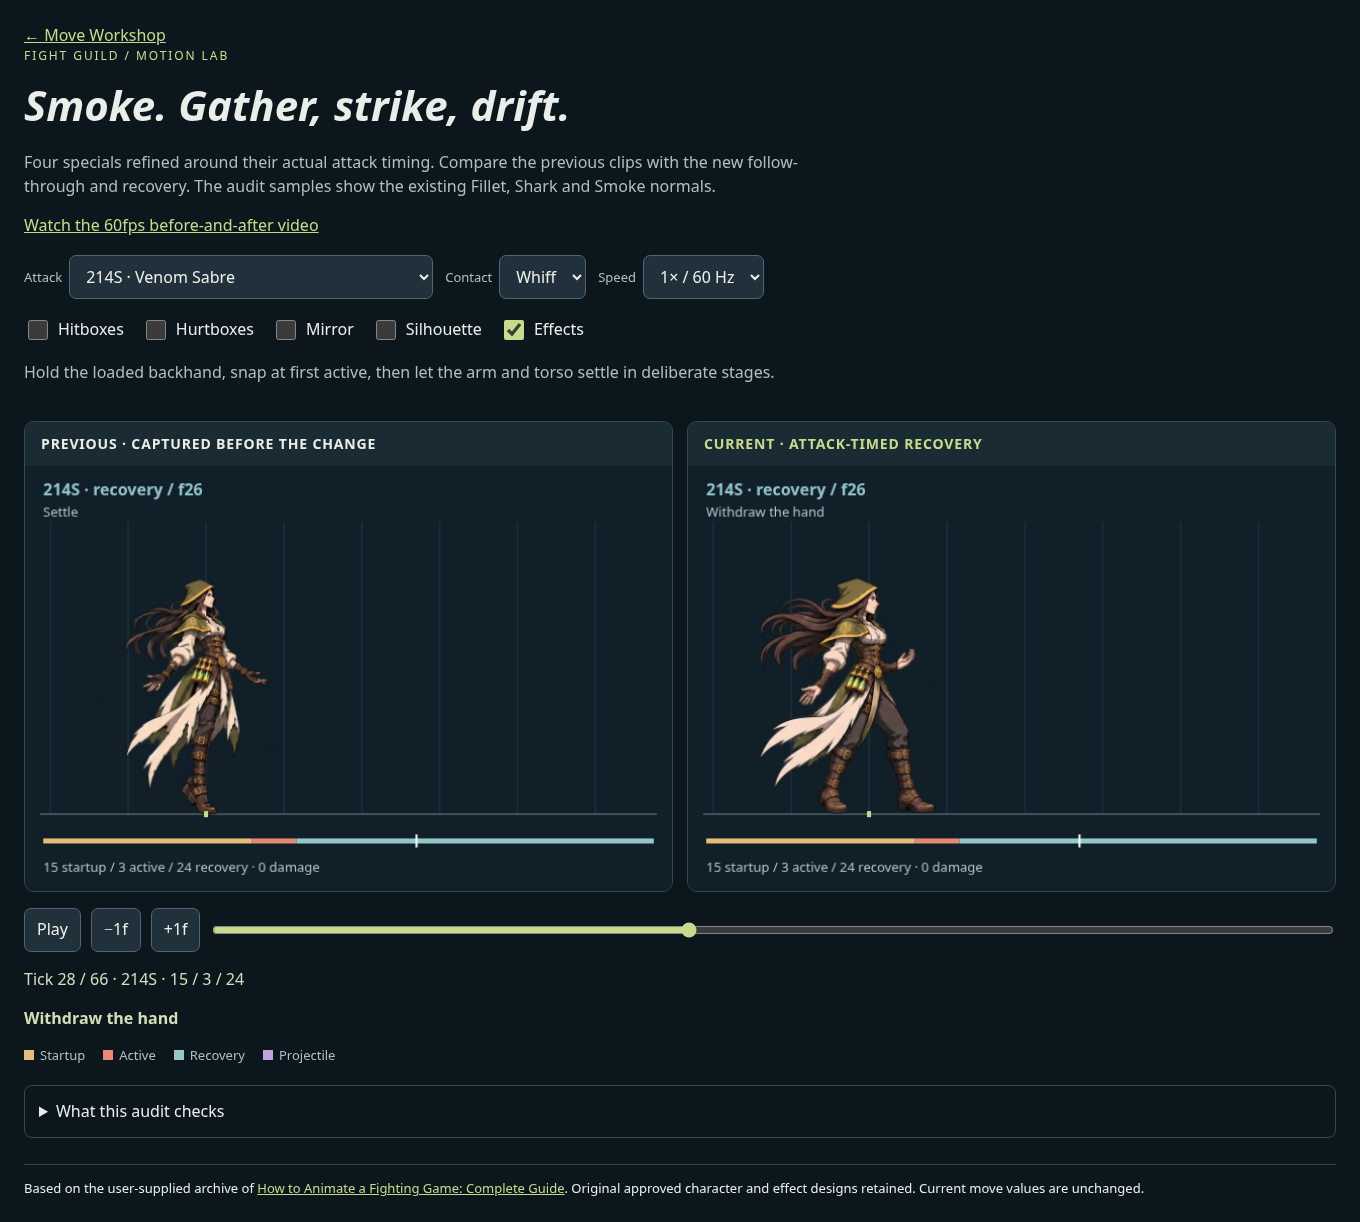 ← Move Workshop
FIGHT GUILD / MOTION LAB
Smoke. Gather, strike, drift.
Four specials refined around their actual attack timing. Compare the previous clips with the new follow-
through and recovery. The audit samples show the existing Fillet, Shark and Smoke normals.
Watch the 60fps before-and-after video
Attack 214S · Venom Sabre Contact Whiff Speed 1× / 60 Hz
Hitboxes Hurtboxes Mirror Silhouette Effects
Hold the loaded backhand, snap at first active, then let the arm and torso settle in deliberate stages.
PREVIOUS · CAPTURED BEFORE THE CHANGE
214S · recovery / f26
Settle
15 startup / 3 active / 24 recovery · 0 damage
CURRENT · ATTACK-TIMED RECOVERY
214S · recovery / f26
Withdraw the hand
15 startup / 3 active / 24 recovery · 0 damage
Play −1f +1f
Tick 28 / 66 · 214S · 15 / 3 / 24
Withdraw the hand
Startup Active Recovery Projectile
What this audit checks
Based on the user-supplied archive of How to Animate a Fighting Game: Complete Guide. Original approved character and effect designs retained. Current move values are unchanged.